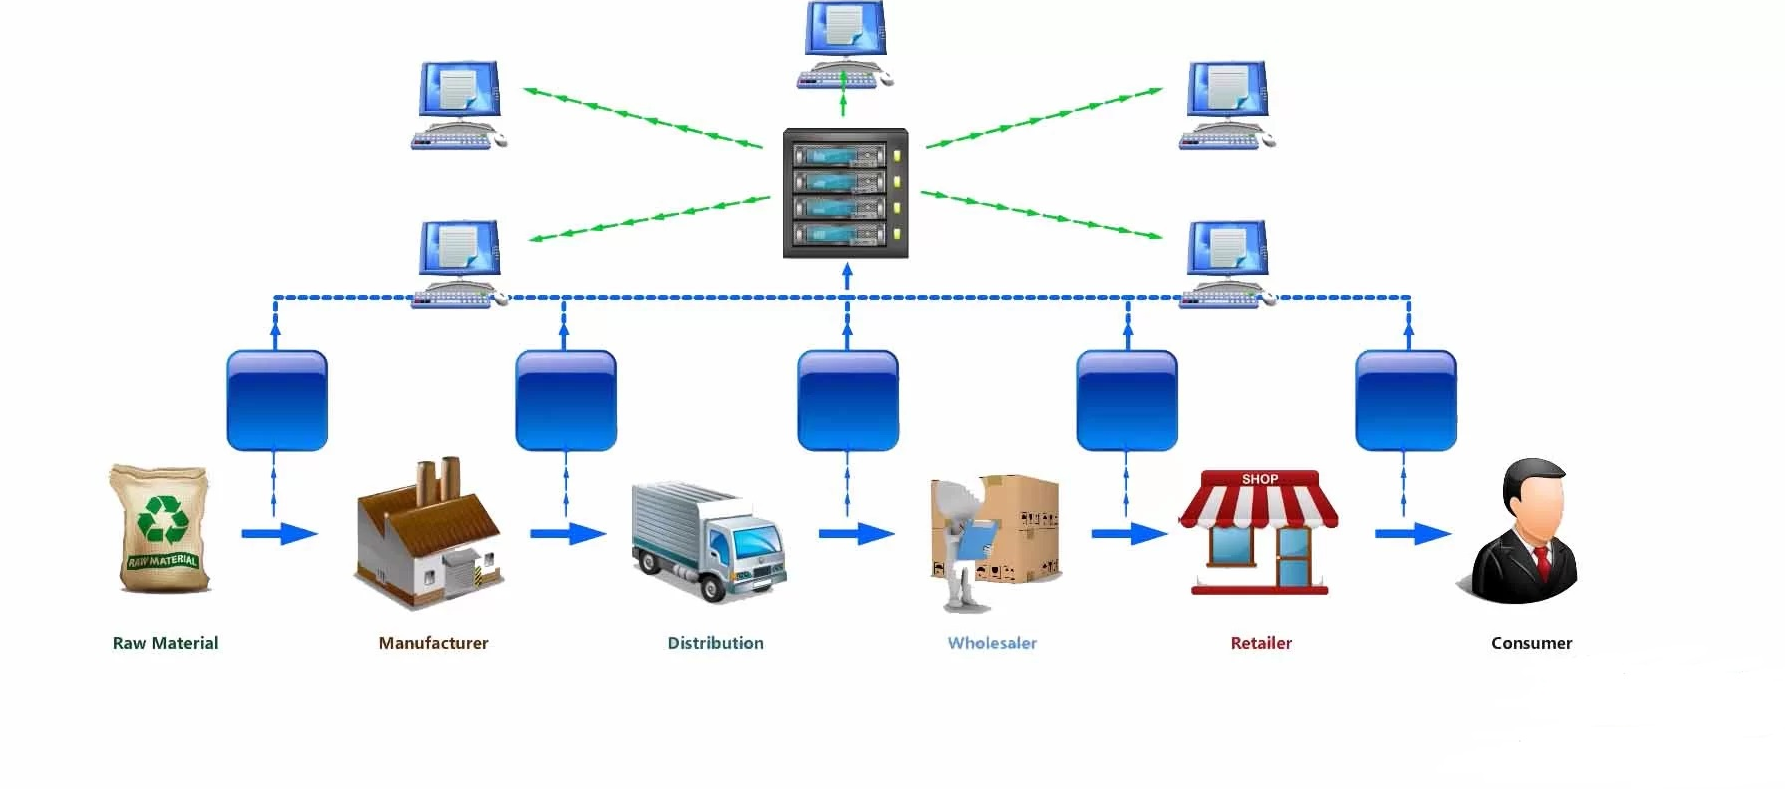 SHOP
RAW MATERIAL
Raw Material
Manufacturer
Distribution
Wholesaler
Retailer
Consumer